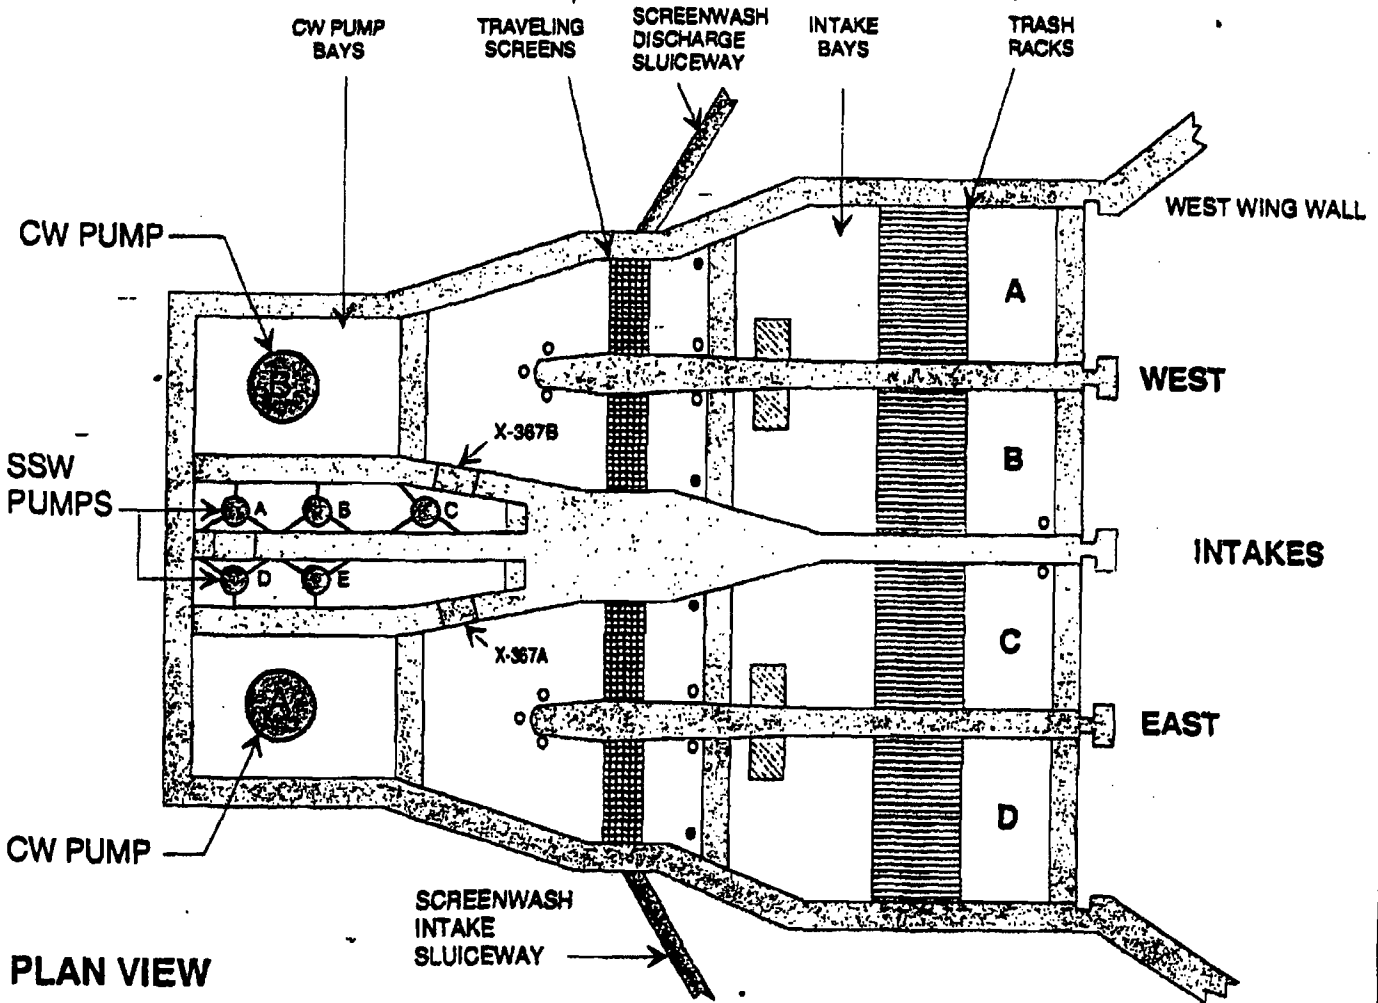 CW PUMP
BAYS
TRAVELING
SCREENS
SCREENWASH
DISCHARGE
SLUICEWAY
INTAKE
BAYS
TRASH
RACKS
WEST WING WALL
CW PUMP
A
B
WEST
X-367B
B
SSW
PUMPS
A
B
C
INTAKES
D
E
X-367A
C
A
EAST
D
CW PUMP
SCREENWASH
INTAKE
SLUICEWAY
PLAN VIEW